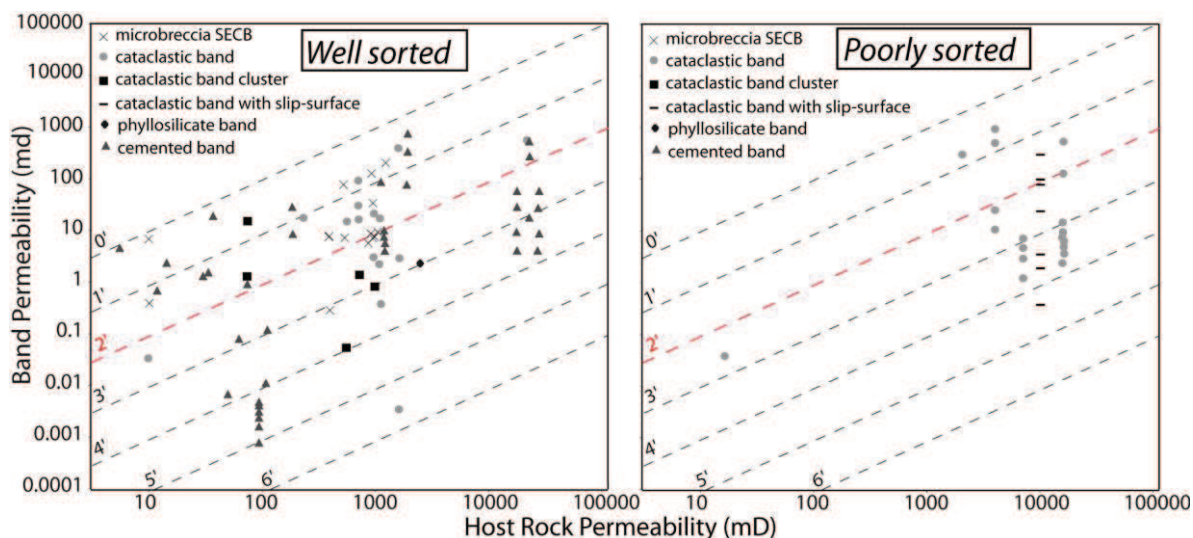 100000
10000
1000
100
10
1
0.1
0.01
0.001
0.0001
Band Permeability (md)
microbreccia SECB
cataclastic band
cataclastic band cluster
cataclastic band with slip-surface
phyllosilicate band
cemented band
Well sorted
0'
1'
2'
3'
4'
5'
6'
10
100
1000
10000
100000
microbreccia SECB
cataclastic band
cataclastic band cluster
cataclastic band with slip-surface
phyllosilicate band
cemented band
Poorly sorted
0'
1'
2'
3'
4'
5'
6'
10
100
1000
10000
100000
Host Rock Permeability (mD)